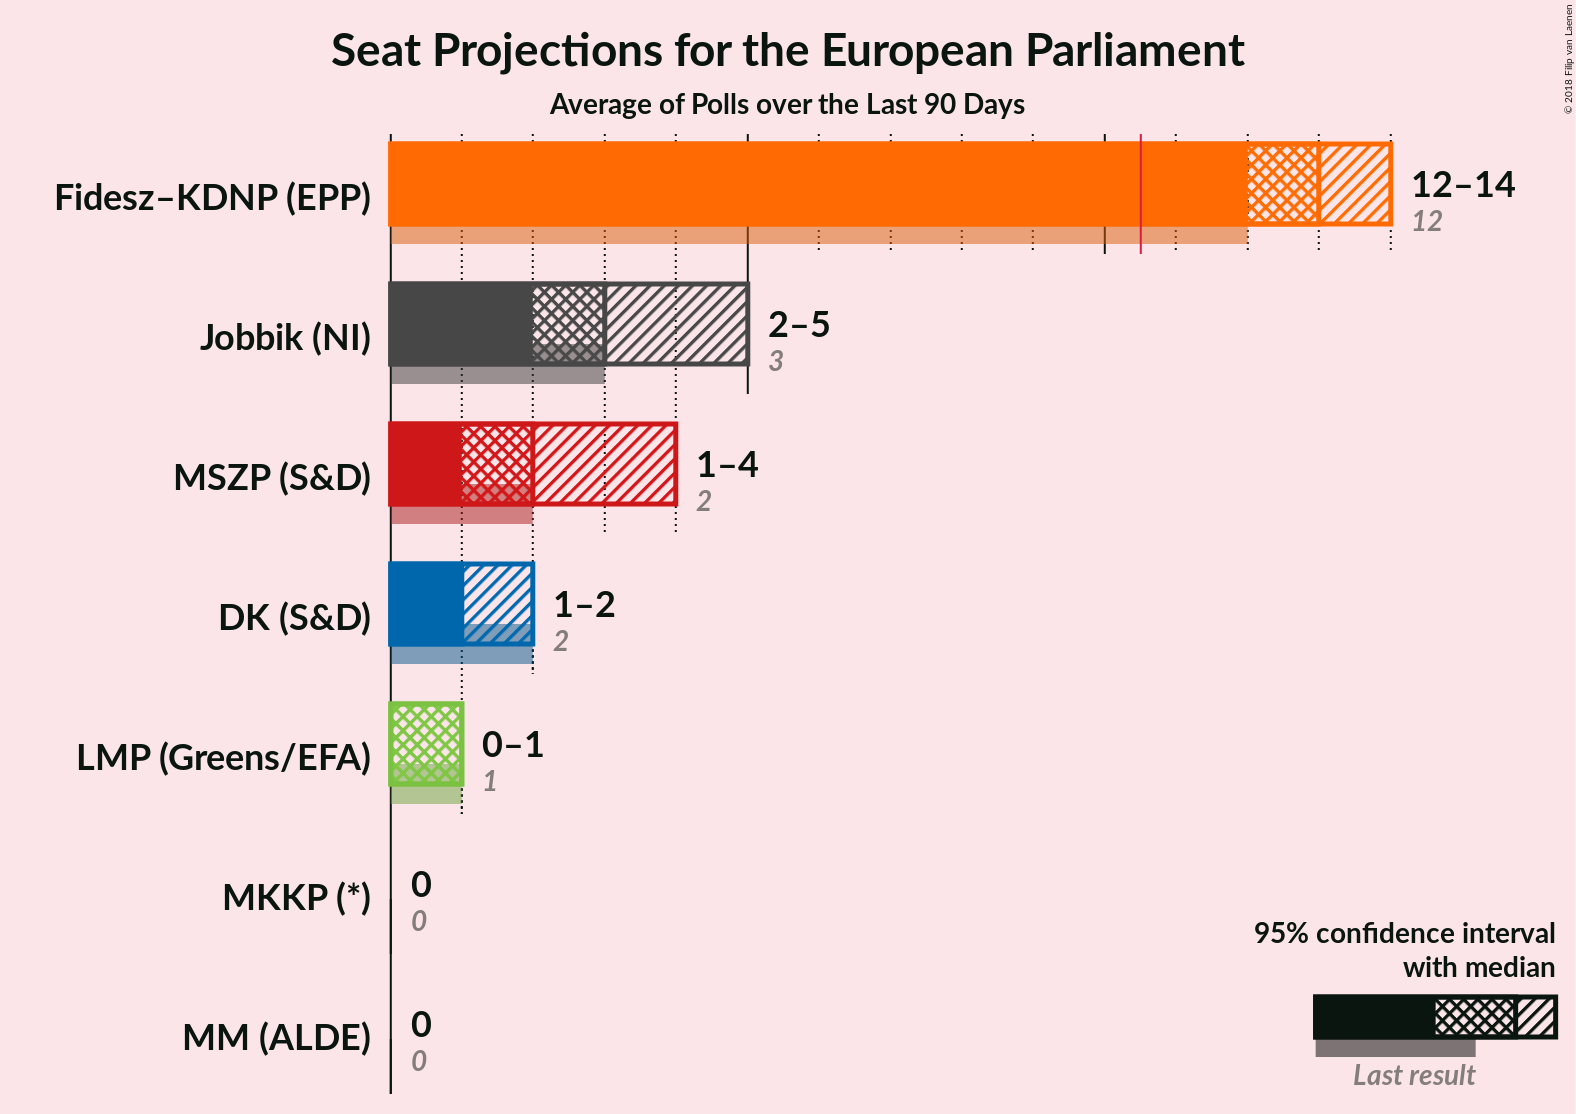 Seat Projections for the European Parliament
Average of Polls over the Last 90 Days
© 2018 Filip van Laenen
Fidesz–KDNP (EPP)
12–14
12
Jobbik (NI)
2–5
3
MSZP (S&D)
1–4
2
DK (S&D)
1–2
2
LMP (Greens/EFA)
0–1
1
MKKP (*)
0
0
MM (ALDE)
0
0
95% confidence interval
with median
Last result